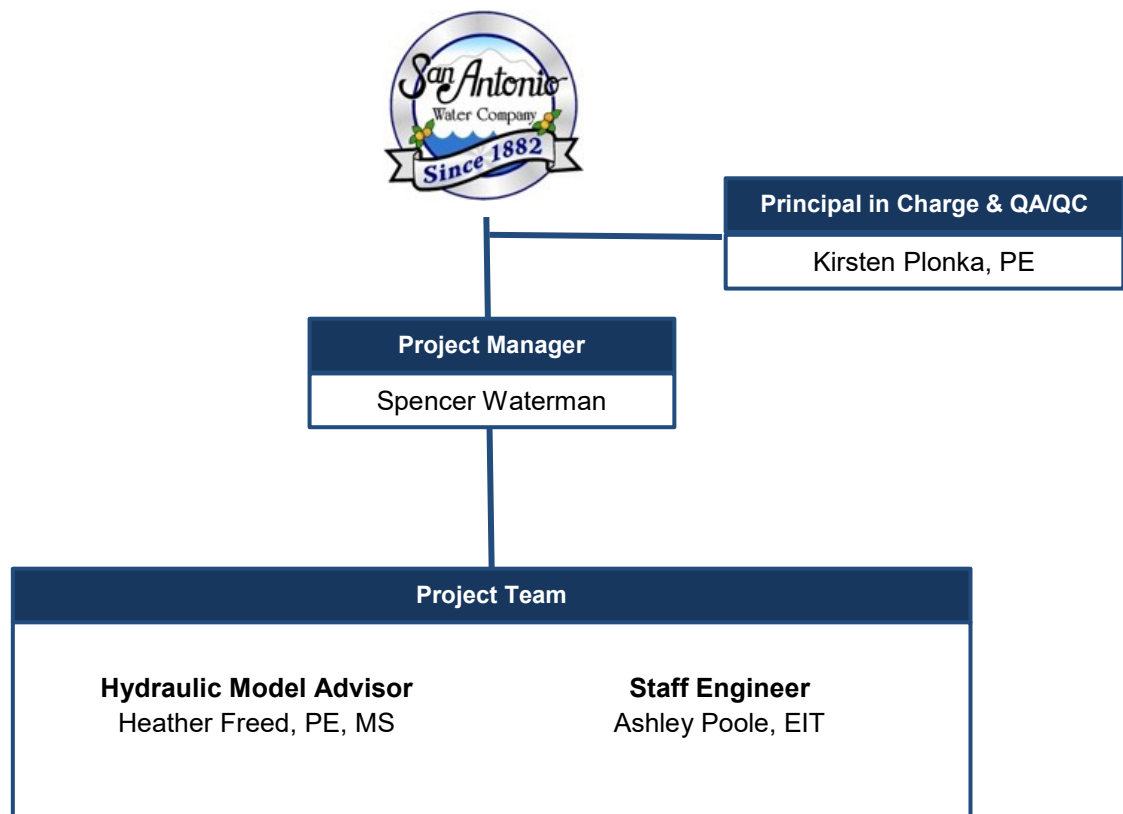 San Antonio
Water Company
Since 1882
Principal in Charge & QA/QC
Kirsten Plonka, PE
Project Manager
Spencer Waterman
Project Team
Hydraulic Model Advisor
Heather Freed, PE, MS
Staff Engineer
Ashley Poole, EIT